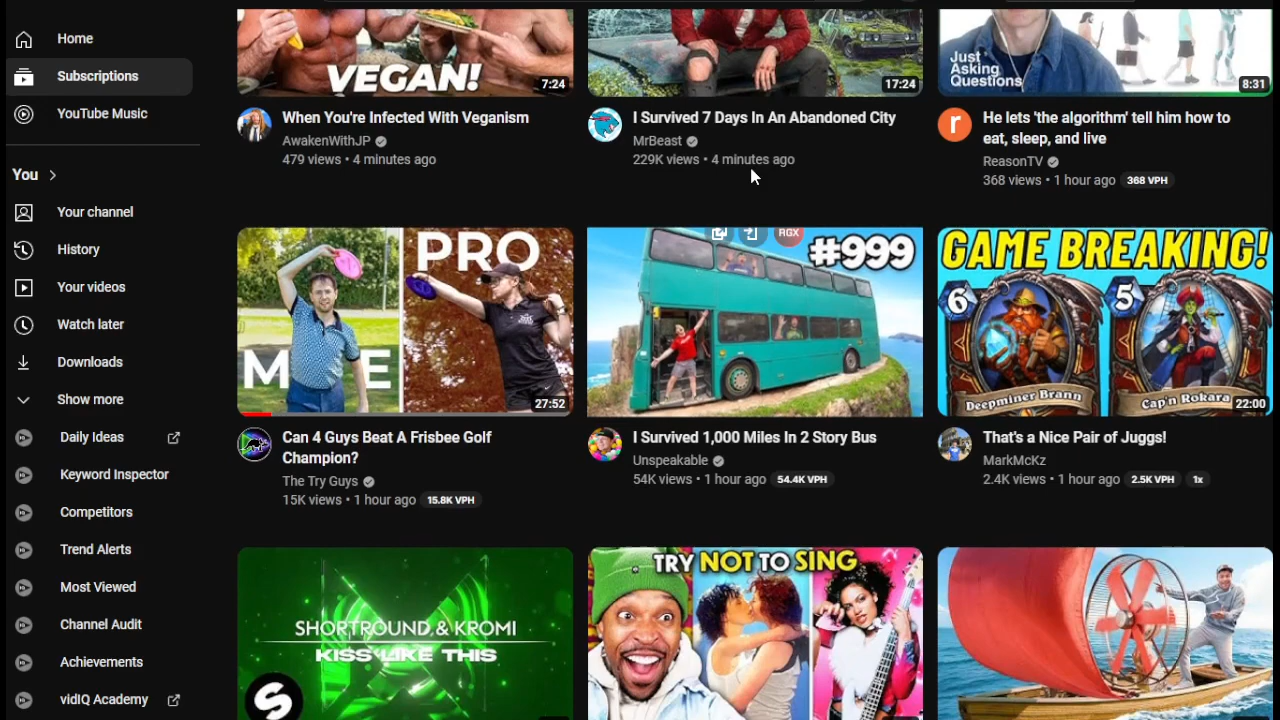 Home
Subscriptions
YouTube Music
You
Your channel
History
Your videos
Watch later
Downloads
Show more
Daily Ideas
Keyword Inspector
Competitors
Trend Alerts
Most Viewed
Channel Audit
Achievements
vidIQ Academy
VEGAN!
7:24
When You're Infected With Veganism
AwakenWithJP
479 views • 4 minutes ago
17:24
I Survived 7 Days In An Abandoned City
MrBeast
229K views • 4 minutes ago
Just
Asking
Questions
8:31
r
He lets 'the algorithm' tell him how to
eat, sleep, and live
ReasonTV
368 views • 1 hour ago 368 VPH
PRO
27:52
Can 4 Guys Beat A Frisbee Golf
Champion?
The Try Guys
15K views • 1 hour ago 15.8K VPH
RGX
#999
I Survived 1,000 Miles In 2 Story Bus
Unspeakable
54K views • 1 hour ago 54.4K VPH
GAME BREAKING!
6
5
Deepminer Brann
Cap'n Rokara
22:00
That's a Nice Pair of Juggs!
MarkMcKz
2.4K views • 1 hour ago 2.5K VPH 1x
SHORTROUND & KROMI
KISS LIKE THIS
TRY NOT TO SING